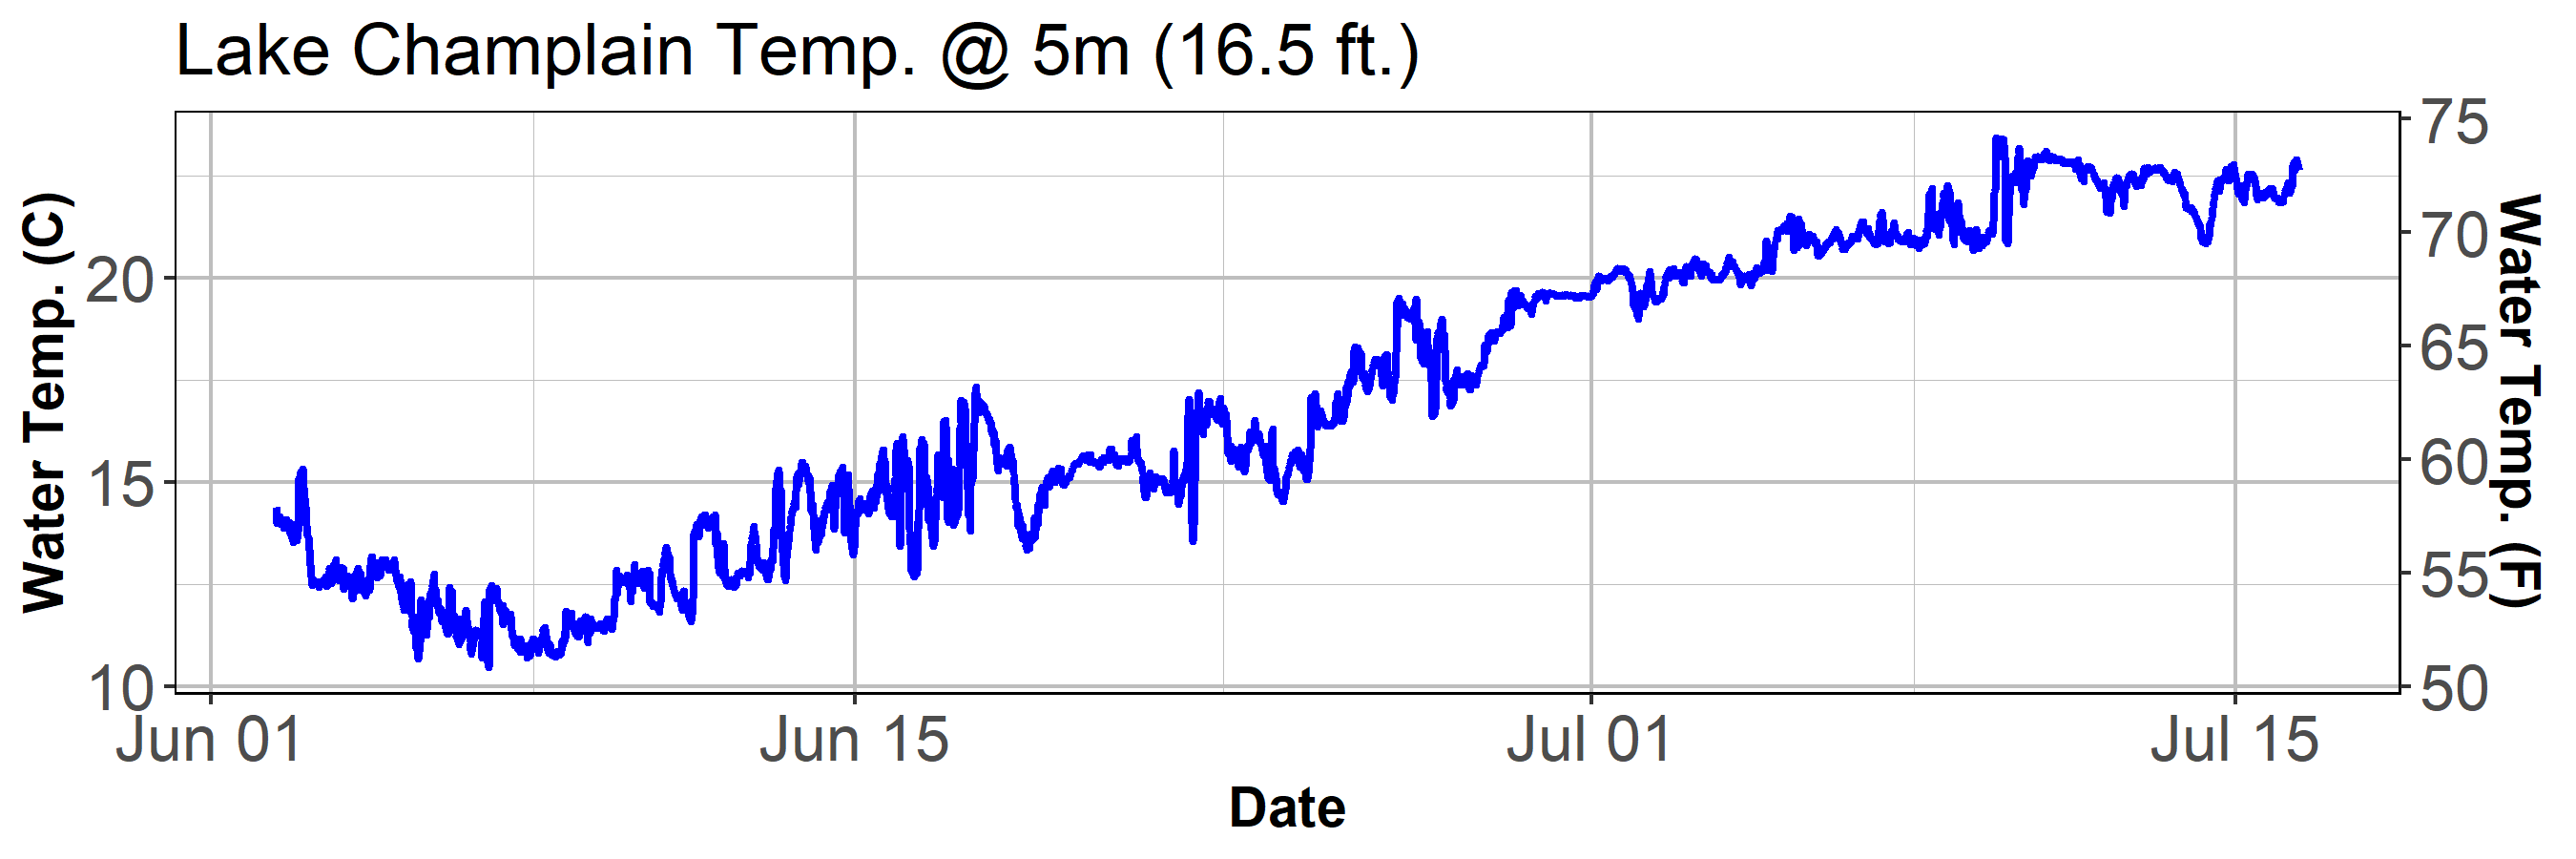 Lake Champlain Temp. @ 5m (16.5 ft.)
Water Temp. (C)
20
15
10
75
70
65
60
55
50
Water Temp. (F)
Jun 01
Jun 15
Jul 01
Jul 15
Date